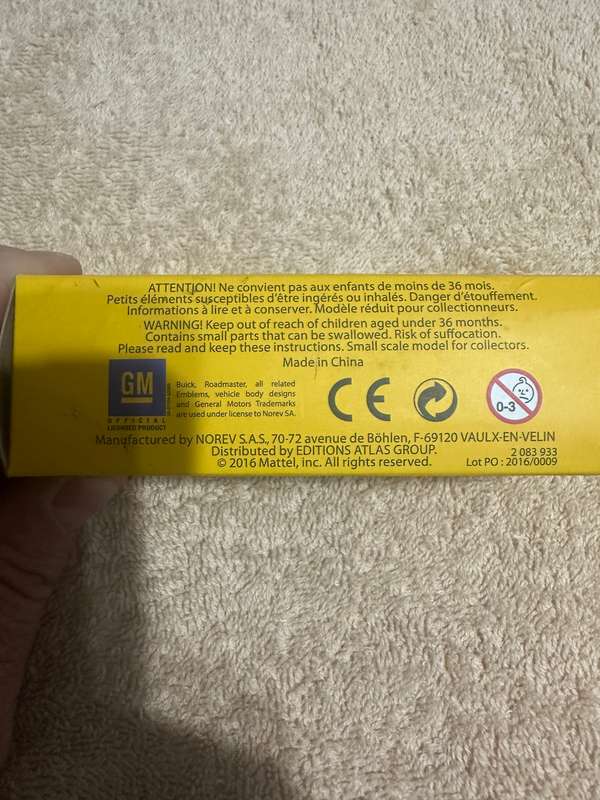 ATTENTION! Ne convient pas aux enfants de moins de 36 mois.
Petits éléments susceptibles d'être ingérés ou inhalés. Danger d'étouffement.
Informations à lire et à conserver. Modèle réduit pour collectionneurs.
WARNING! Keep out of reach of children aged under 36 months.
Contains small parts that can be swallowed. Risk of suffocation.
Please read and keep these instructions. Small scale model for collectors.
Made in China
GM
OFFICIAL
LICENSED PRODUCT
Buick, Roadmaster, all related
Emblems, vehicle body designs
and General Motors Trademarks
are used under license to Norev SA.
CE
0-3
Manufactured by NOREV S.A.S., 70-72 avenue de Böhlen, F-69120 VAULX-EN-VELIN
Distributed by EDITIONS ATLAS GROUP.
2 083 933
© 2016 Mattel, inc. All rights reserved.
Lot PO : 2016/0009